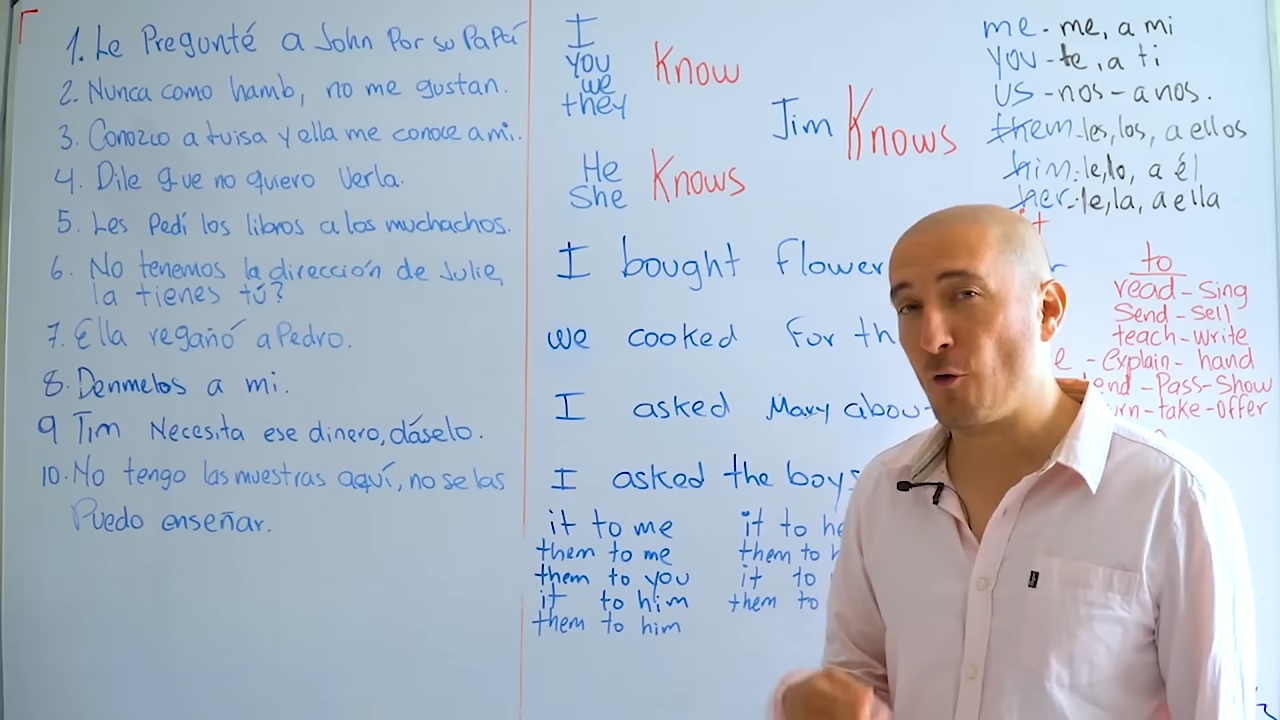 1. Le Pregunté a John Por su Papá
2. Nunca como hamb, no me gustan.
3. Conozco a Luisa y ella me conoce a mi.
4. Dile que no quiero Verla.
5. Les Pedí los libros a los muchachos.
6. No tenemos la dirección de Julie,
la tienes tú?
7. Ella regañó a Pedro.
8. Denmelos a mi.
9 Tim Necesita ese dinero, dáselo.
10. No tengo las muestras aquí, no se las
Puedo enseñar.
I
you
we
they
Know
He
She
Knows
Jim Knows
I bought Flower
we cooked For th
I asked Mary abou
I asked the boys
it to me
them to me
them to you
it to him
them to him
it to he
them to h
it to
them to
me - me, a mi
you - te, a ti
us - nos - a nos.
them - les, los, a ellos
him - le, lo, a él
her - le, la, a ella
it
to
read - Sing
Send - Sell
teach - write
e - explain - hand
end - Pass - Show
urn - take - offer